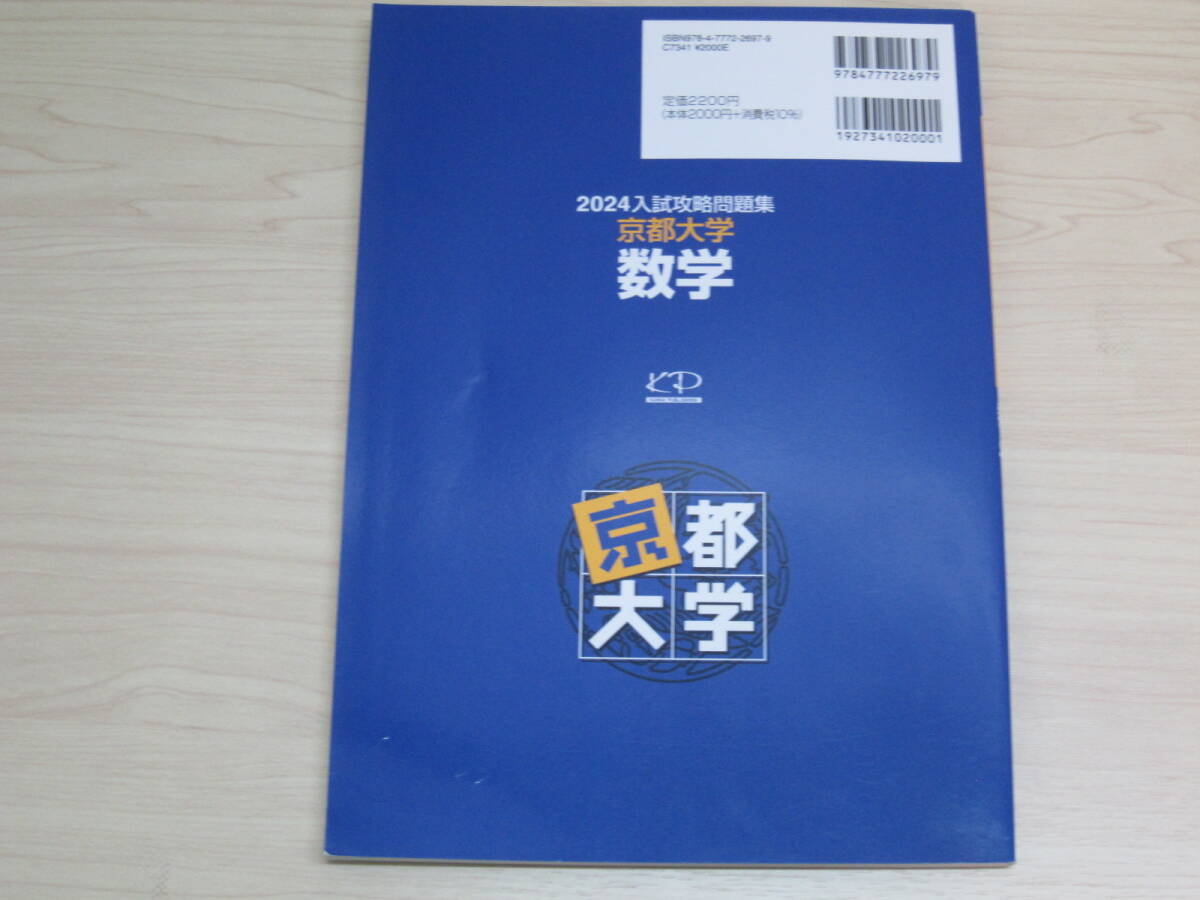 ISBN978-4-7772-2697-9
C7341 ¥2000E
9784777226979
定価2200円
(本体2000円+消費税10%)
1927341020001
2024入試攻略問題集
京都大学
数学
KP
京都
大学